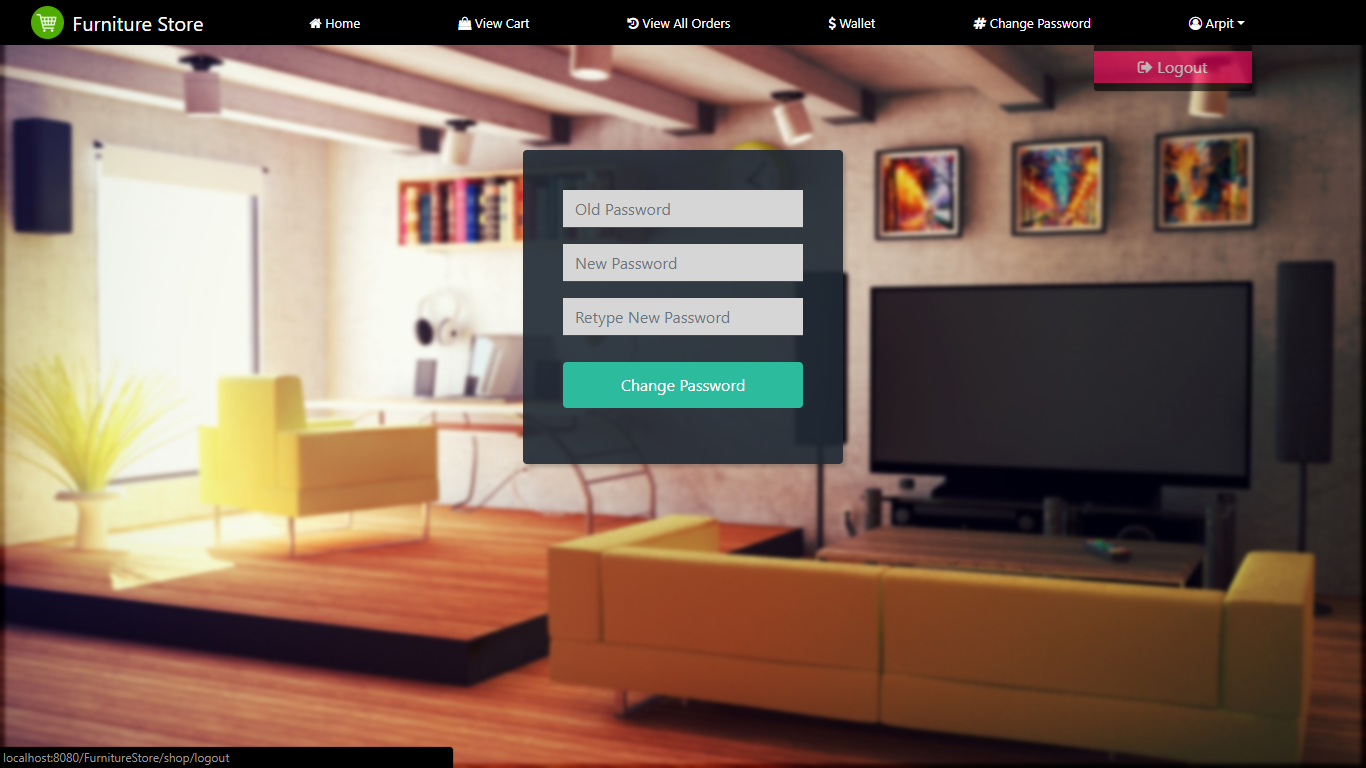 Furniture Store
Home
View Cart
View All Orders
$ Wallet
# Change Password
Arpit
Logout
Old Password
New Password
Retype New Password
Change Password
localhost:8080/FurnitureStore/shop/logout